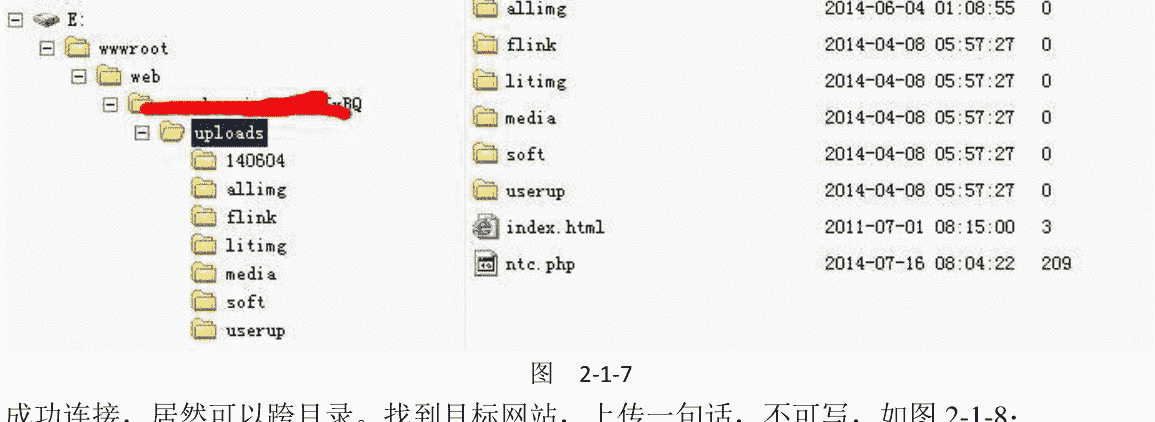 E:
wwwroot
web
BQ
uploads
140604
allimg
flink
litimg
media
soft
userup
allimg 2014-06-04 01:08:55 0
flink 2014-04-08 05:57:27 0
litimg 2014-04-08 05:57:27 0
media 2014-04-08 05:57:27 0
soft 2014-04-08 05:57:27 0
userup 2014-04-08 05:57:27 0
index.html 2011-07-01 08:15:00 3
ntc.php 2014-07-16 08:04:22 209
图 2-1-7
成功连接，居然可以跨目录。找到目标网站，上传一句话，不可写，如图 2-1-8：